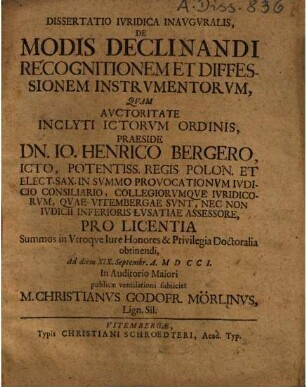 A.Diss.836
DISSERTATIO IVRIDICA INAVGVRALIS,
DE
MODIS DECLINANDI
RECOGNITIONEM ET DIFFES-
SIONEM INSTRVMENTORVM,
QVAM
AVCTORITATE
INCLYTI ICTORVM ORDINIS,
PRAESIDE
DN. IO. HENRICO BERGERO,
ICTO, POTENTISS. REGIS POLON. ET
ELECT. SAX. IN SVMMO PROVOCATIONVM IVDI-
CIO CONSILIARIO, COLLEGIORVMQVE IVRIDICO-
RVM, QVAE VITEMBERGAE SVNT, NEC NON
IVDICII INFERIORIS LVSATIAE ASSESSORE,
PRO LICENTIA
Summos in Vtroqve Iure Honores & Privilegia Doctoralia
obtinendi,
Ad diem XIX. Septembr. A. M DCC I.
In Auditorio Maiori
publicæ ventilationi subiiciet
M. CHRISTIANVS GODOFR. MÖRLINVS,
Lign. Sil.
VITEMBERGÆ,
Typis CHRISTIANI SCHROEDTERI, Acad. Typ.